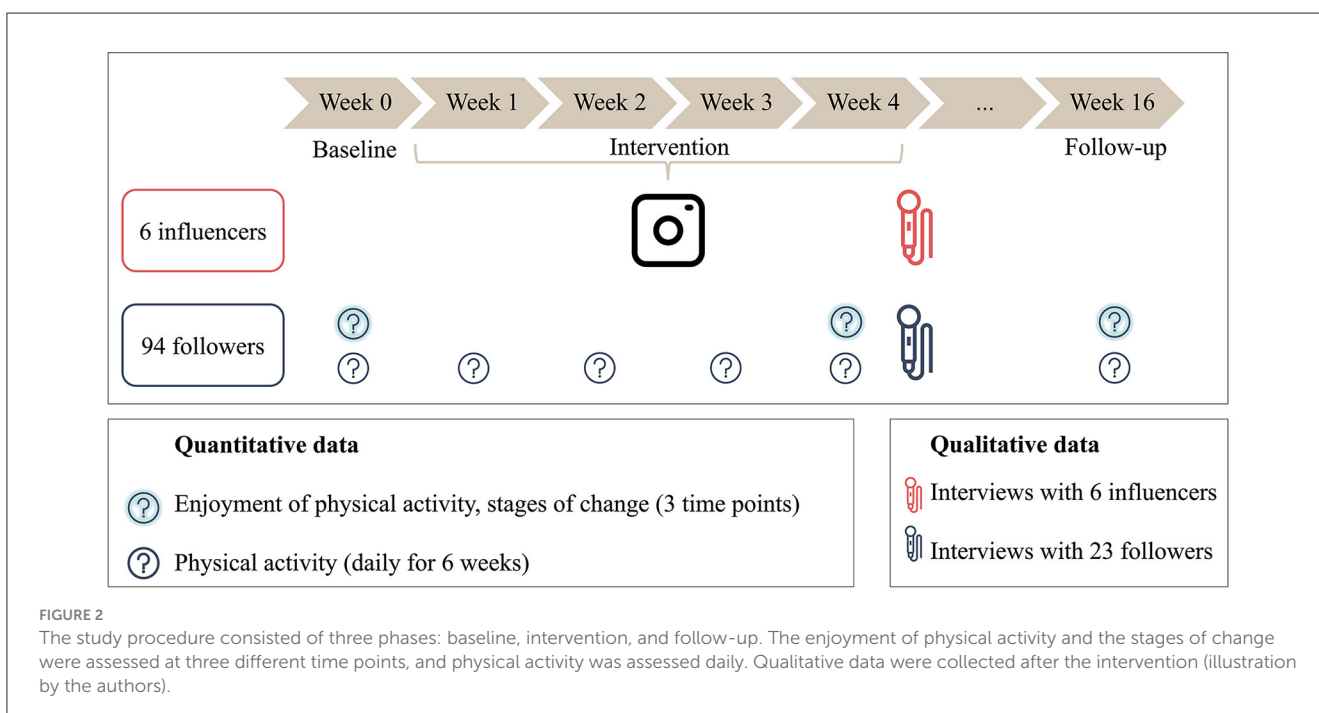 Week 0 Week 1 Week 2 Week 3 Week 4 ... Week 16
Baseline Intervention Follow-up
6 influencers
? ? ?
94 followers
? ? ? ? ? ?
Quantitative data
? Enjoyment of physical activity, stages of change (3 time points)
? Physical activity (daily for 6 weeks)
Qualitative data
Interviews with 6 influencers
Interviews with 23 followers
FIGURE 2
The study procedure consisted of three phases: baseline, intervention, and follow-up. The enjoyment of physical activity and the stages of change
were assessed at three different time points, and physical activity was assessed daily. Qualitative data were collected after the intervention (illustration
by the authors).